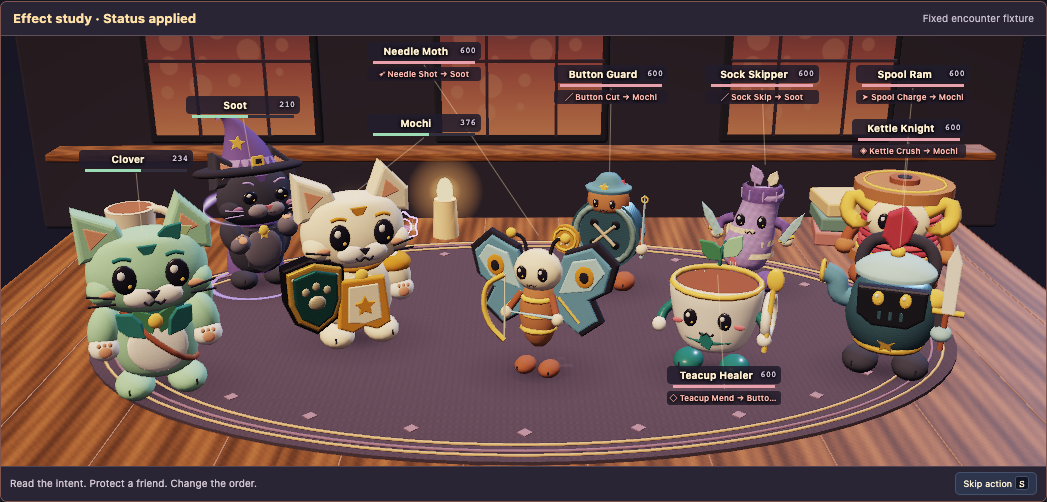 Effect study · Status applied
Fixed encounter fixture
Needle Moth 600
Needle Shot → Soot
Button Guard 600
Button Cut → Mochi
Sock Skipper 600
Sock Skip → Soot
Spool Ram 600
Spool Charge → Mochi
Soot 210
Mochi 376
Kettle Knight 600
Kettle Crush → Mochi
Clover 234
Teacup Healer 600
Teacup Mend → Butto...
Read the intent. Protect a friend. Change the order.
Skip action S